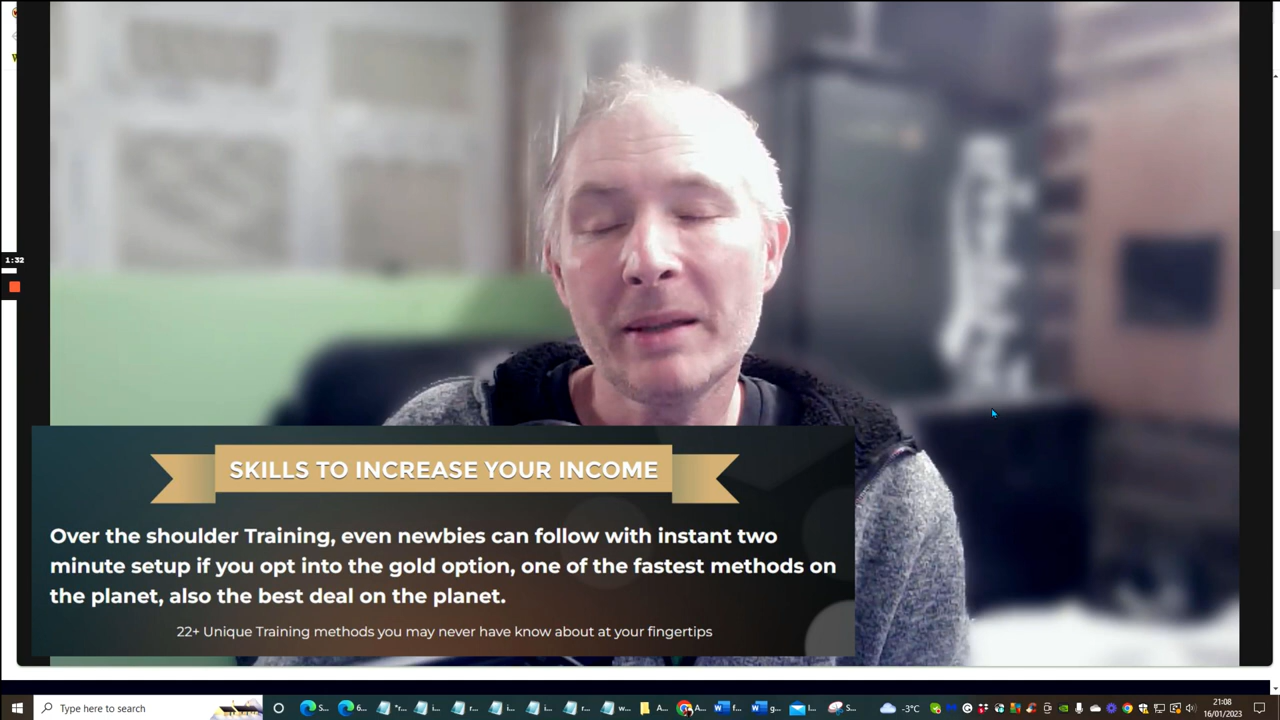 1:32
SKILLS TO INCREASE YOUR INCOME
Over the shoulder Training, even newbies can follow with instant two
minute setup if you opt into the gold option, one of the fastest methods on
the planet, also the best deal on the planet.
22+ Unique Training methods you may never have know about at your fingertips
Type here to search
S...
6...
"r...
i...
r...
i...
i...
r...
w...
A...
A...
f...
g...
I...
S...
-3°C
21:08
16/01/2023